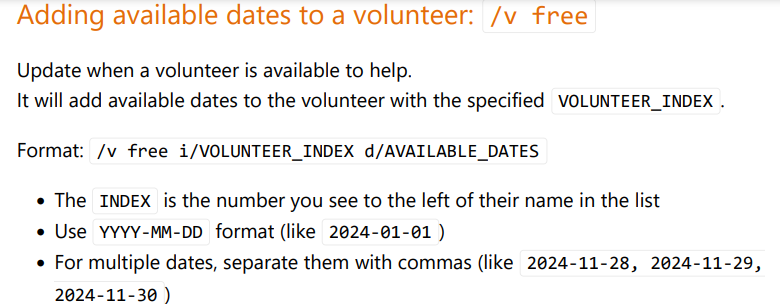 Adding available dates to a volunteer: /v free
Update when a volunteer is available to help.
It will add available dates to the volunteer with the specified VOLUNTEER_INDEX.
Format: /v free i/VOLUNTEER_INDEX d/AVAILABLE_DATES
• The INDEX is the number you see to the left of their name in the list
• Use YYYY-MM-DD format (like 2024-01-01)
• For multiple dates, separate them with commas (like 2024-11-28, 2024-11-29,
2024-11-30)